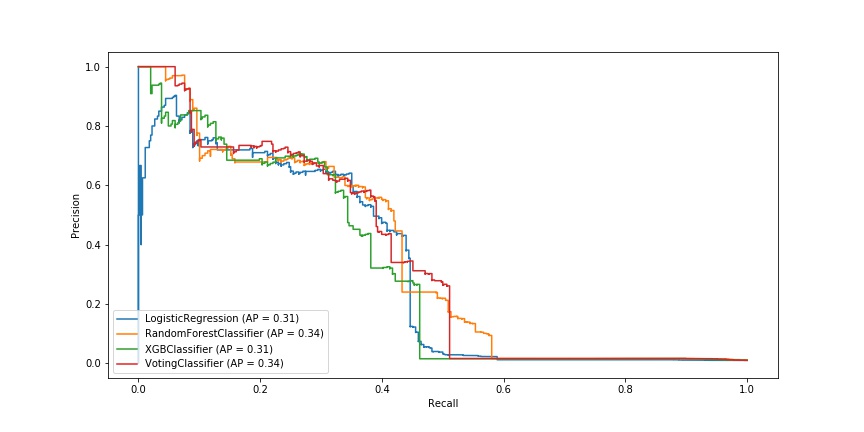 1.0
0.8
0.6
0.4
0.2
0.0
Precision
LogisticRegression (AP = 0.31)
RandomForestClassifier (AP = 0.34)
XGBClassifier (AP = 0.31)
VotingClassifier (AP = 0.34)
0.0 0.2 0.4 0.6 0.8 1.0
Recall